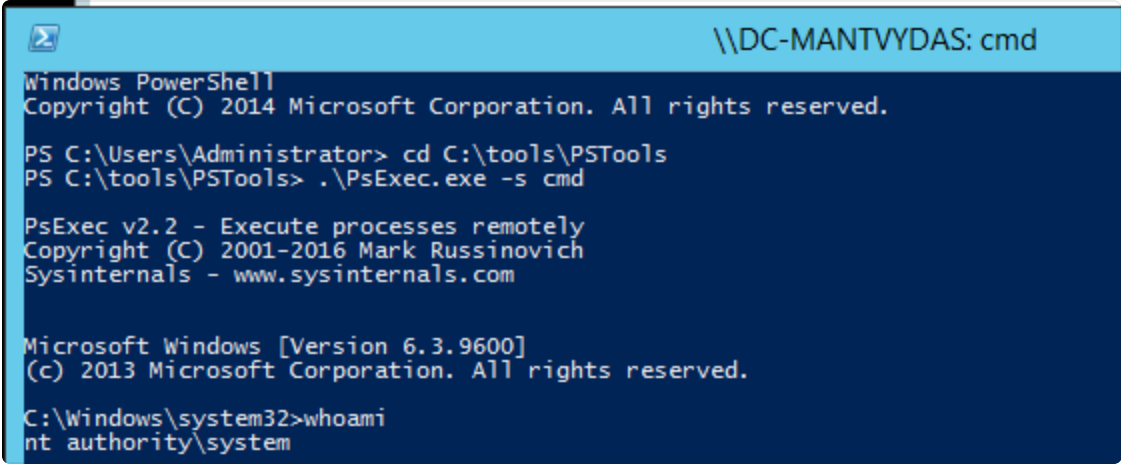 \\DC-MANTVYDAS: cmd
Windows PowerShell
Copyright (C) 2014 Microsoft Corporation. All rights reserved.
PS C:\Users\Administrator> cd C:\tools\PSTools
PS C:\tools\PSTools> .\PsExec.exe -s cmd
PsExec v2.2 - Execute processes remotely
Copyright (C) 2001-2016 Mark Russinovich
Sysinternals - www.sysinternals.com
Microsoft Windows [Version 6.3.9600]
(c) 2013 Microsoft Corporation. All rights reserved.
C:\Windows\system32>whoami
nt authority\system